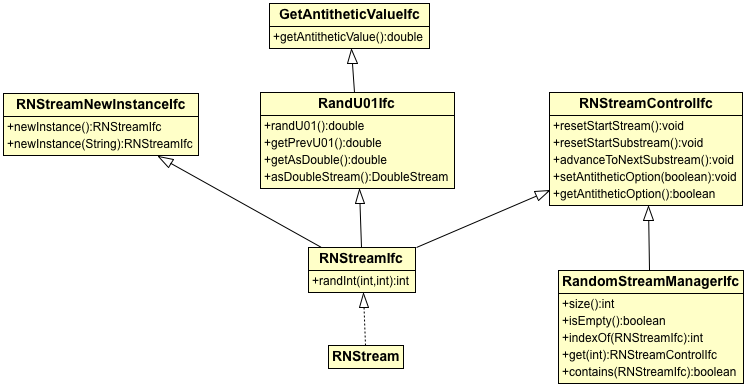 GetAntitheticValueIfc
+getAntitheticValue():double
RNStreamNewInstanceIfc
+newInstance():RNStreamIfc
+newInstance(String):RNStreamIfc
RandU01Ifc
+randU01():double
+getPrevU01():double
+getAsDouble():double
+asDoubleStream():DoubleStream
RNStreamControlIfc
+resetStartStream():void
+resetStartSubstream():void
+advanceToNextSubstream():void
+setAntitheticOption(boolean):void
+getAntitheticOption():boolean
RNStreamIfc
+randInt(int,int):int
RandomStreamManagerIfc
+size():int
+isEmpty():boolean
+indexOf(RNStreamIfc):int
+get(int):RNStreamControlIfc
+contains(RNStreamIfc):boolean
RNStream